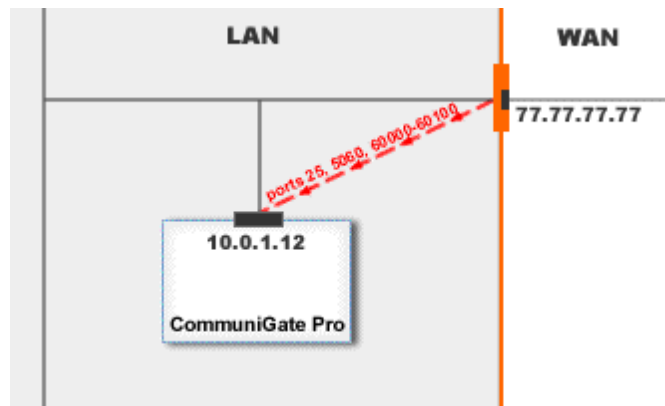 LAN
WAN
77.77.77.77
ports 25, 5060, 60000-60100
10.0.1.12
CommuniGate Pro